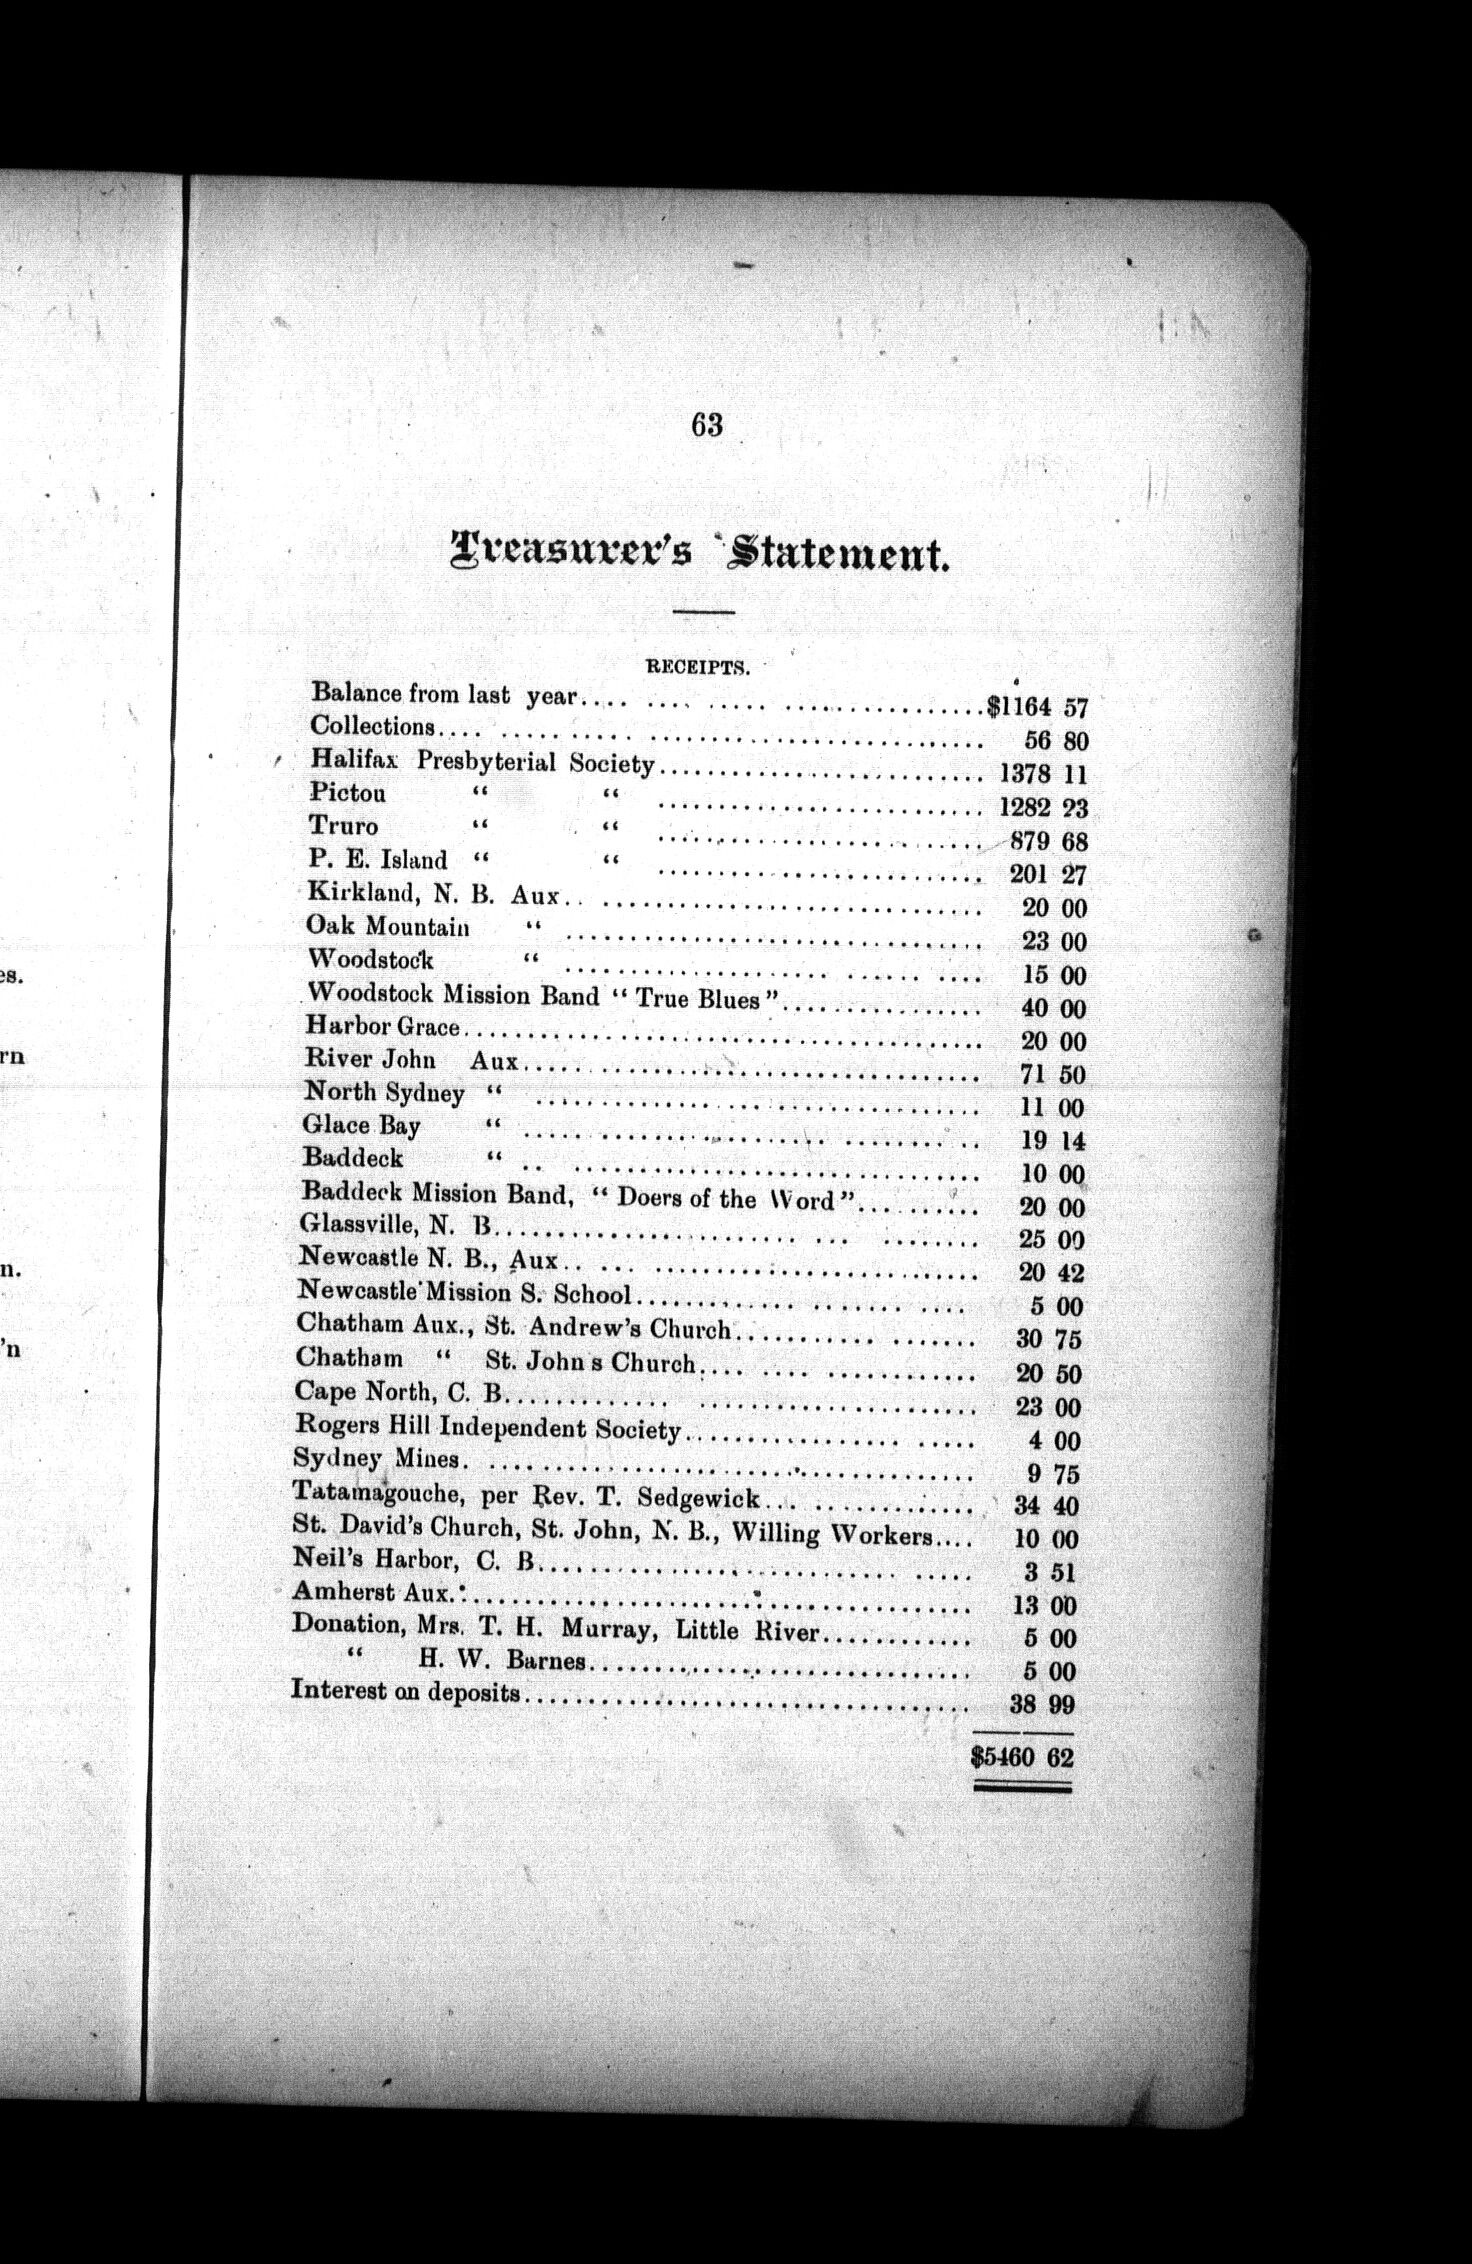 63
Treasurer's Statement.
RECEIPTS.
Balance from last year.... .... ..... ................. $1164 57
Collections.... ..... ..... ............................ 56 80
Halifax Presbyterial Society........................... 1378 11
Pictou “ “ ........................... 1282 23
Truro “ “ ........................... 879 68
P. E. Island “ “ ........................... 201 27
Kirkland, N. B. Aux.. ............................... 20 00
Oak Mountain “ ................................. 23 00
Woodstock “ ..................... ...... .... 15 00
Woodstock Mission Band “ True Blues ”................ 40 00
Harbor Grace......................................... 20 00
River John Aux.................................... 71 50
North Sydney “ .................................. 11 00
Glace Bay “ ..... .................. ........ .. 19 14
Baddeck “ .. ................................ 10 00
Baddeck Mission Band, “ Doers of the Word ”.......... 20 00
Glassville, N. B........................ ... ........ 25 00
Newcastle N. B., Aux.. ... .......................... 20 42
Newcastle Mission S. School............. ....... .... 5 00
Chatham Aux., St. Andrew's Church........... ....... 30 75
Chatham “ St. John s Church.... .... ............ 20 50
Cape North, C. B............. ...................... 23 00
Rogers Hill Independent Society.................. ..... 4 00
Sydney Mines. ....................................... 9 75
Tatamagouche, per Rev. T. Sedgewick... ............. 34 40
St. David's Church, St. John, N. B., Willing Workers.... 10 00
Neil's Harbor, C. B............................. ..... 3 51
Amherst Aux.:........................................ 13 00
Donation, Mrs. T. H. Murray, Little River............ 5 00
“ H. W. Barnes............................... 5 00
Interest on deposits.................................... 38 99
$5460 62
es.
rn
n.
'n